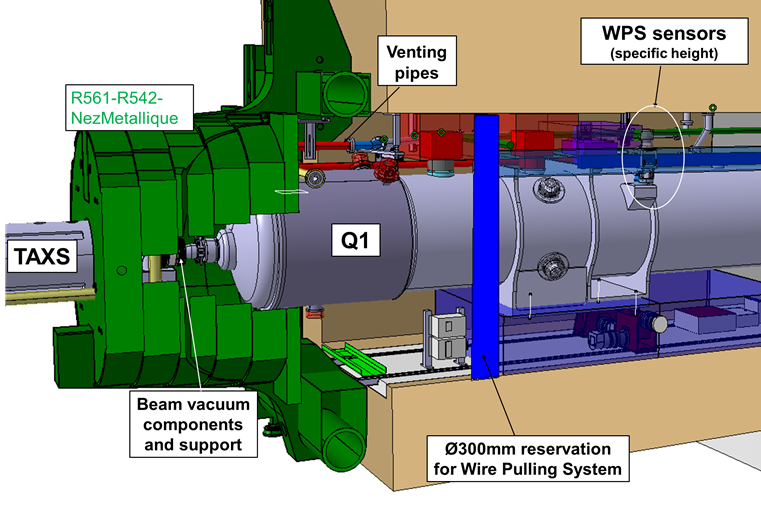 WPS sensors
(specific height)
Venting
pipes
R561-R542-
NezMetallique
Q1
TAXS
Beam vacuum
components
and support
Ø300mm reservation
for Wire Pulling System